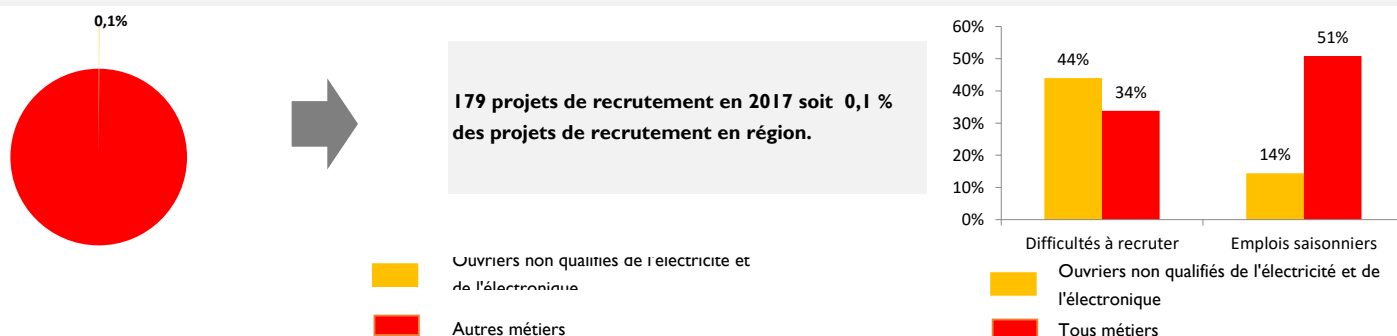 0,1%
179 projets de recrutement en 2017 soit 0,1 %
des projets de recrutement en région.
Ouvriers non qualifiés de l'électricité et
de l'électronique
Autres métiers
60%
50%
40%
30%
20%
10%
0%
44%
34%
14%
51%
Difficultés à recruter
Emplois saisonniers
Ouvriers non qualifiés de l'électricité et de
l'électronique
Tous métiers